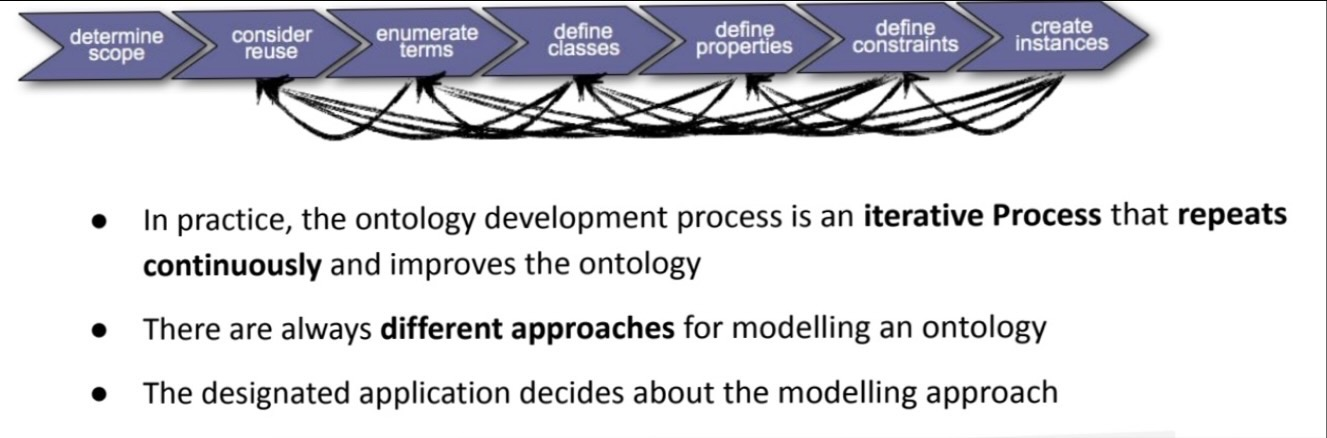 determine
scope
consider
reuse
enumerate
terms
define
classes
define
properties
define
constraints
create
instances
● In practice, the ontology development process is an iterative Process that repeats
continuously and improves the ontology
● There are always different approaches for modelling an ontology
● The designated application decides about the modelling approach